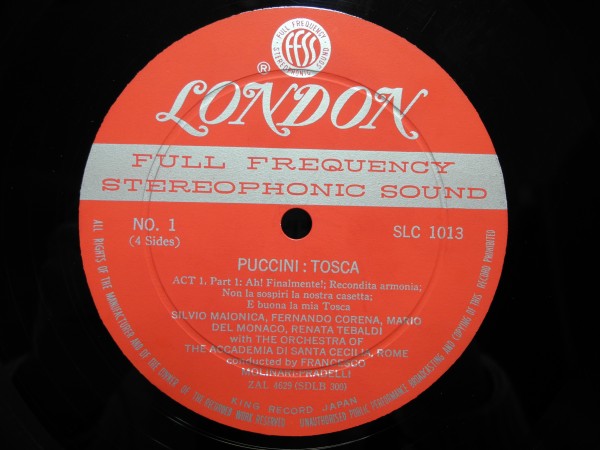 FULL FREQUENCY
ffss
STEREOPHONIC SOUND
®
LONDON
FULL FREQUENCY
STEREOPHONIC SOUND
NO. 1
(4 Sides)
SLC 1013
PUCCINI : TOSCA
ACT 1, Part 1: Ah! Finalmente!; Recondita armonia;
Non la sospiri la nostra casetta;
E buona la mia Tosca
SILVIO MAIONICA, FERNANDO CORENA, MARIO
DEL MONACO, RENATA TEBALDI
with THE ORCHESTRA OF
THE ACCADEMIA DI SANTA CECILIA, ROME
conducted by FRANCESCO
MOLINARI-PRADELLI
ZAL 4629 (SDLB 300)
KING RECORD JAPAN
ALL RIGHTS OF THE MANUFACTURER AND OF THE OWNER OF THE RECORDED WORK RESERVED
UNAUTHORISED PUBLIC PERFORMANCE BROADCASTING AND COPYING OF THIS RECORD PROHIBITED